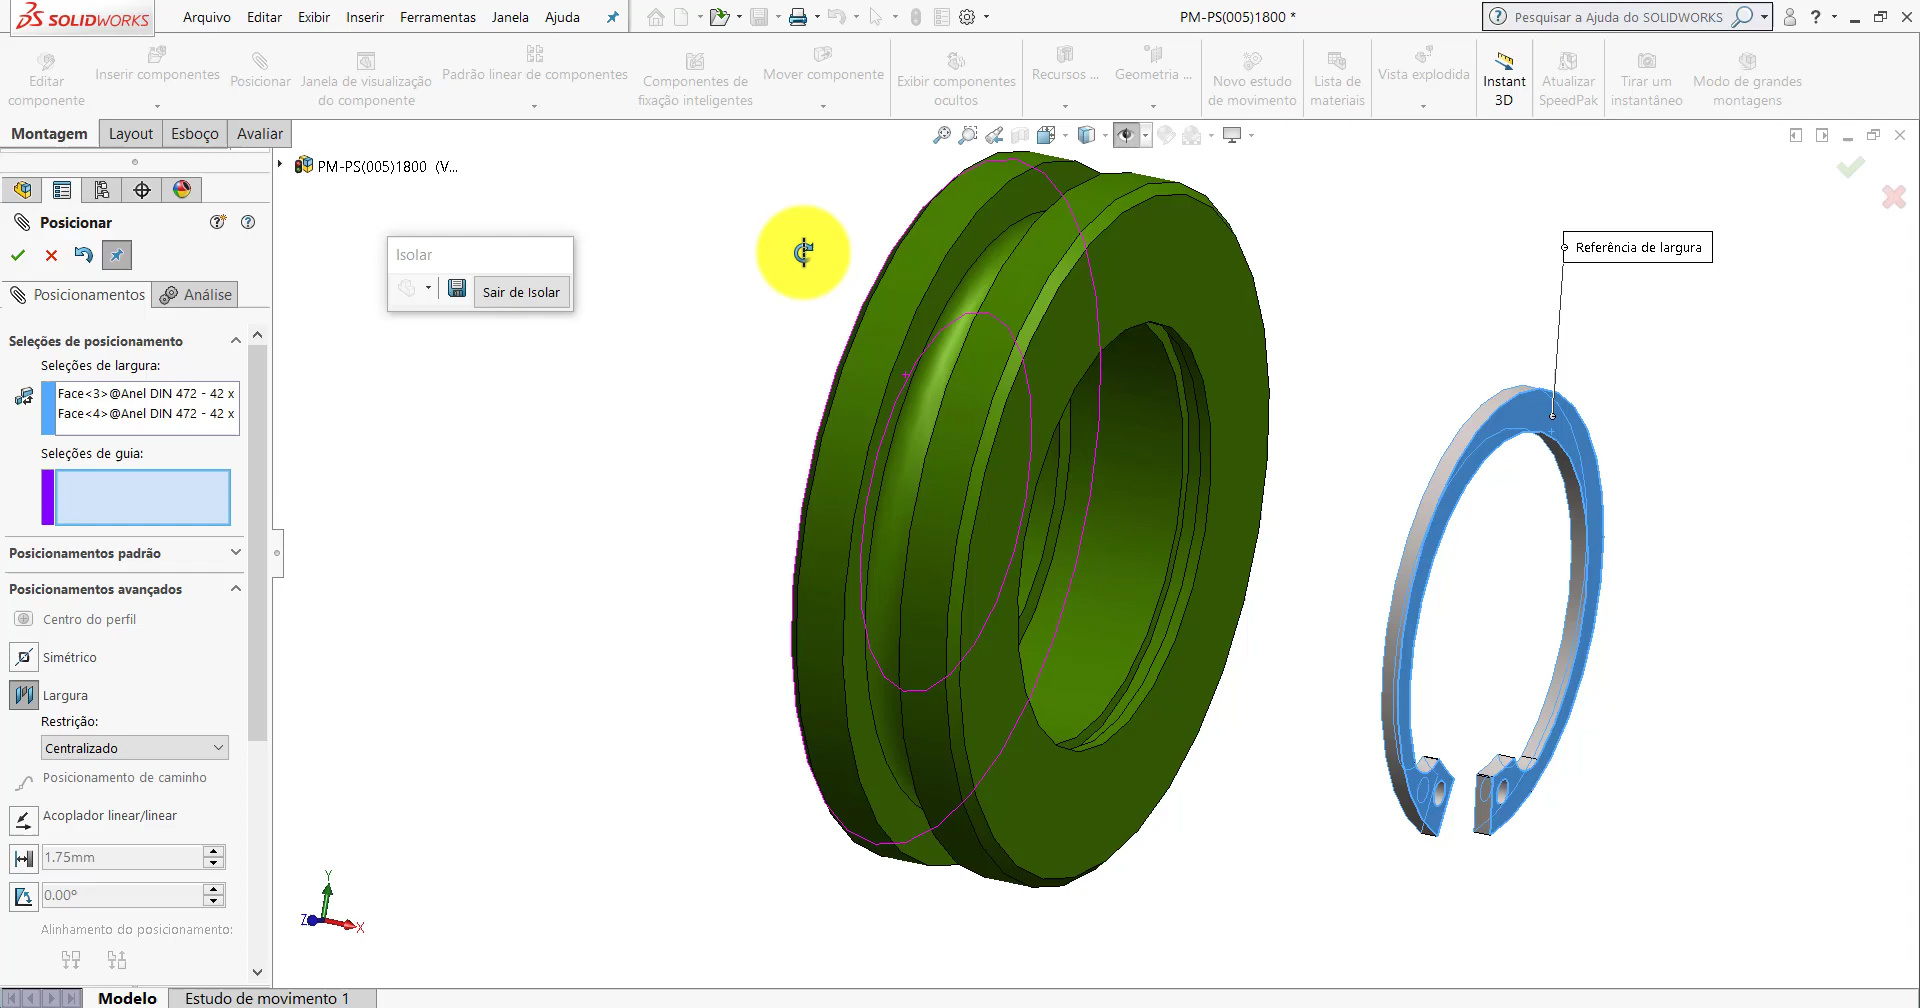 SOLIDWORKS
Arquivo Editar Exibir Inserir Ferramentas Janela Ajuda
PM-PS(005)1800 *
Pesquisar a Ajuda do SOLIDWORKS
Editar componente
Inserir componentes
Posicionar
Janela de visualização do componente
Padrão linear de componentes
Componentes de fixação inteligentes
Mover componente
Exibir componentes ocultos
Recursos ...
Geometria ...
Novo estudo de movimento
Lista de materiais
Vista explodida
Instant 3D
Atualizar SpeedPak
Tirar um instantâneo
Modo de grandes montagens
Montagem Layout Esboço Avaliar
PM-PS(005)1800 (V...
Posicionar
Posicionamentos Análise
Seleções de posicionamento
Seleções de largura:
Face<3>@Anel DIN 472 - 42 x
Face<4>@Anel DIN 472 - 42 x
Seleções de guia:
Posicionamentos padrão
Posicionamentos avançados
Centro do perfil
Simétrico
Largura
Restrição:
Centralizado
Posicionamento de caminho
Acoplador linear/linear
1.75mm
0.00°
Alinhamento do posicionamento:
Isolar
Sair de Isolar
Referência de largura
Y
Z
X
Modelo Estudo de movimento 1